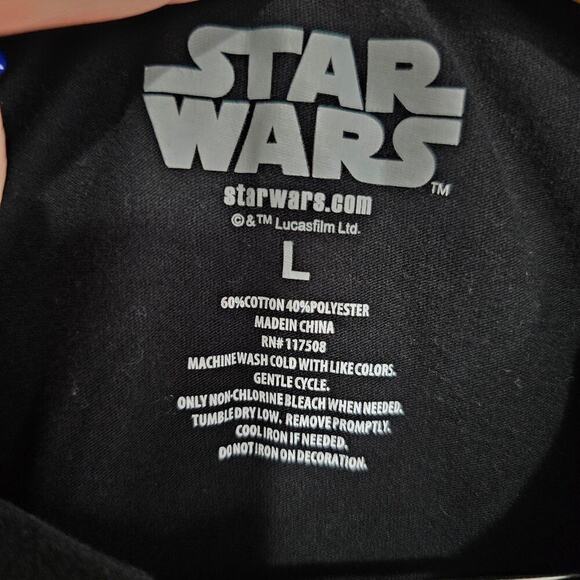 STAR
WARS
TM
starwars.com
©&™ Lucasfilm Ltd.
L
60%COTTON 40%POLYESTER
MADE IN CHINA
RN# 117508
MACHINE WASH COLD WITH LIKE COLORS.
GENTLE CYCLE.
ONLY NON-CHLORINE BLEACH WHEN NEEDED.
TUMBLE DRY LOW. REMOVE PROMPTLY.
COOL IRON IF NEEDED.
DO NOT IRON ON DECORATION.